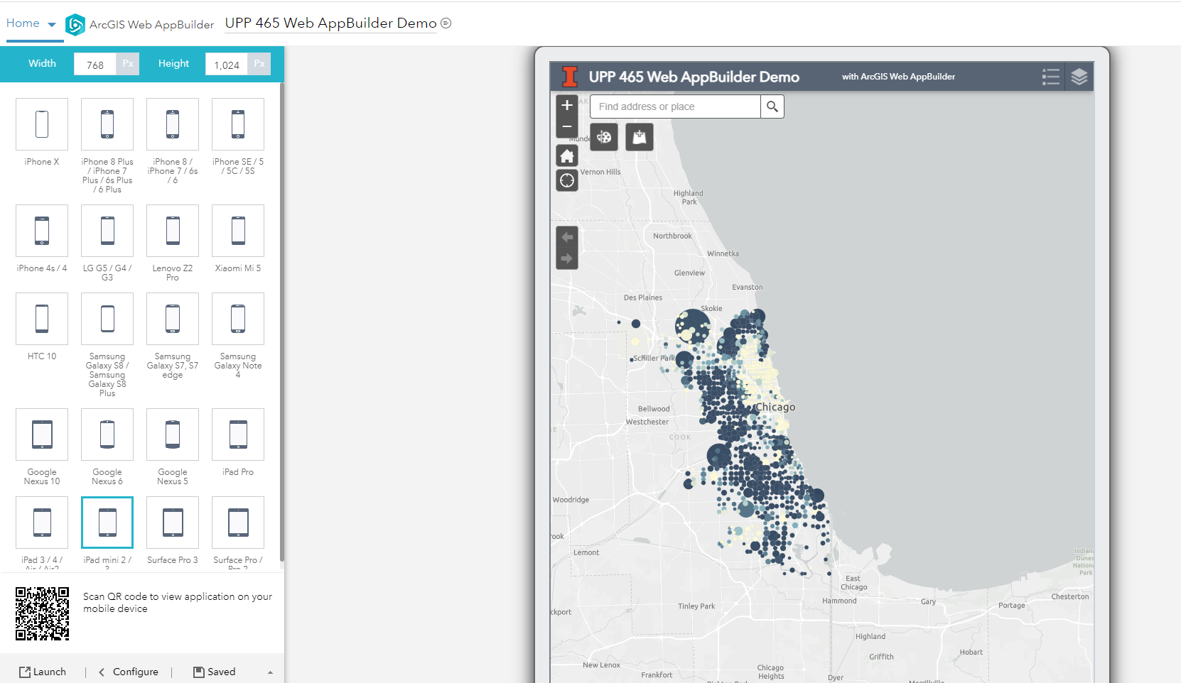 Home
ArcGIS Web AppBuilder
UPP 465 Web AppBuilder Demo
Width
768
Px
Height
1,024
Px
iPhone X
iPhone 8 Plus
/ iPhone 7
Plus / 6s Plus
/ 6 Plus
iPhone 8 /
iPhone 7 / 6s
/ 6
iPhone SE / 5
/ 5C / 5S
iPhone 4s / 4
LG G5 / G4 /
G3
Lenovo Z2
Pro
Xiaomi Mi 5
HTC 10
Samsung
Galaxy S8 /
Samsung
Galaxy S8
Plus
Samsung
Galaxy S7, S7
edge
Samsung
Galaxy Note
4
Google
Nexus 10
Google
Nexus 6
Google
Nexus 5
iPad Pro
iPad 3 / 4 /
iPad mini 2 /
3
Surface Pro 3
Surface Pro /
Scan QR code to view application on your
mobile device
Launch
Configure
Saved
UPP 465 Web AppBuilder Demo
with ArcGIS Web AppBuilder
+
−
Find address or place
Vernon Hills
Highland
Park
Northbrook
Winnetka
Glenview
Evanston
Des Plaines
Skokie
Schiller Park
Bellwood
Chicago
Westchester
COOK
Woodridge
Lemont
Indiana
Dunes
National
Park
East
Chicago
Tinley Park
Hammond
Gary
Portage
Chesterton
Highland
Griffith
Hobart
New Lenox
Frankfort
Chicago
Heights
Dyer